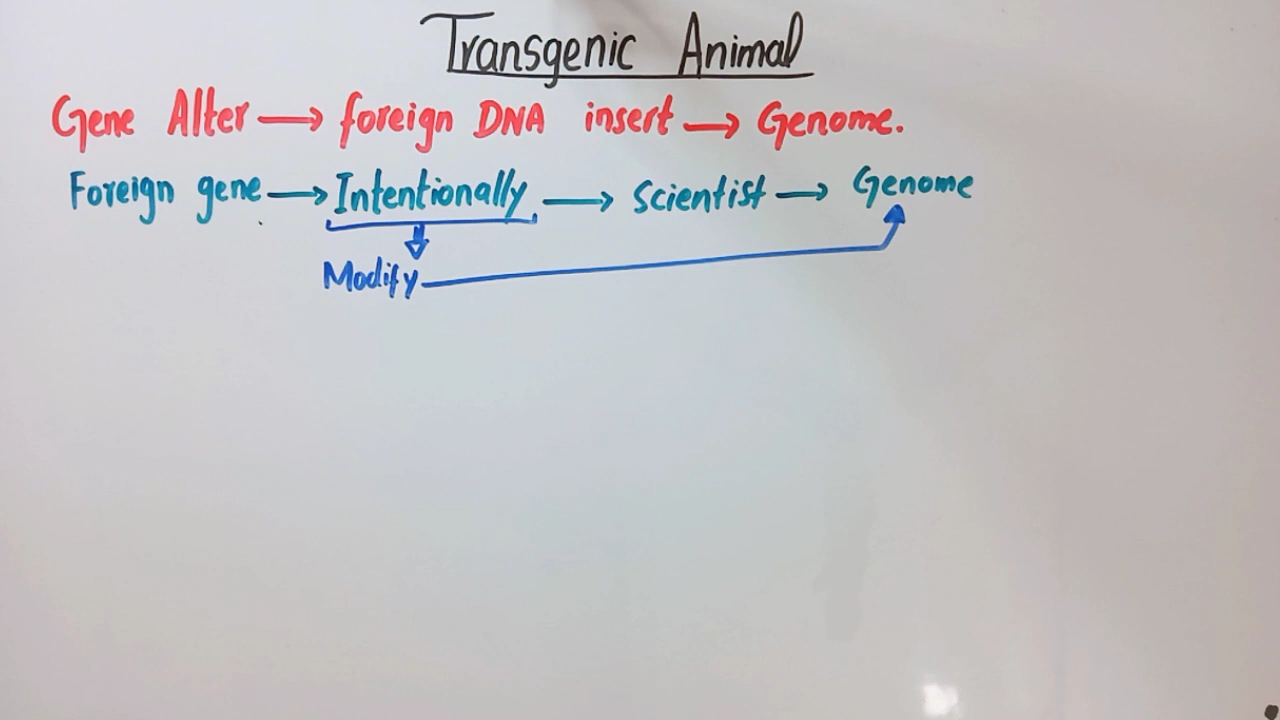 Transgenic Animal
Gene Alter → foreign DNA insert → Genome.
Foreign gene → Intentionally → Scientist → Genome
Modify